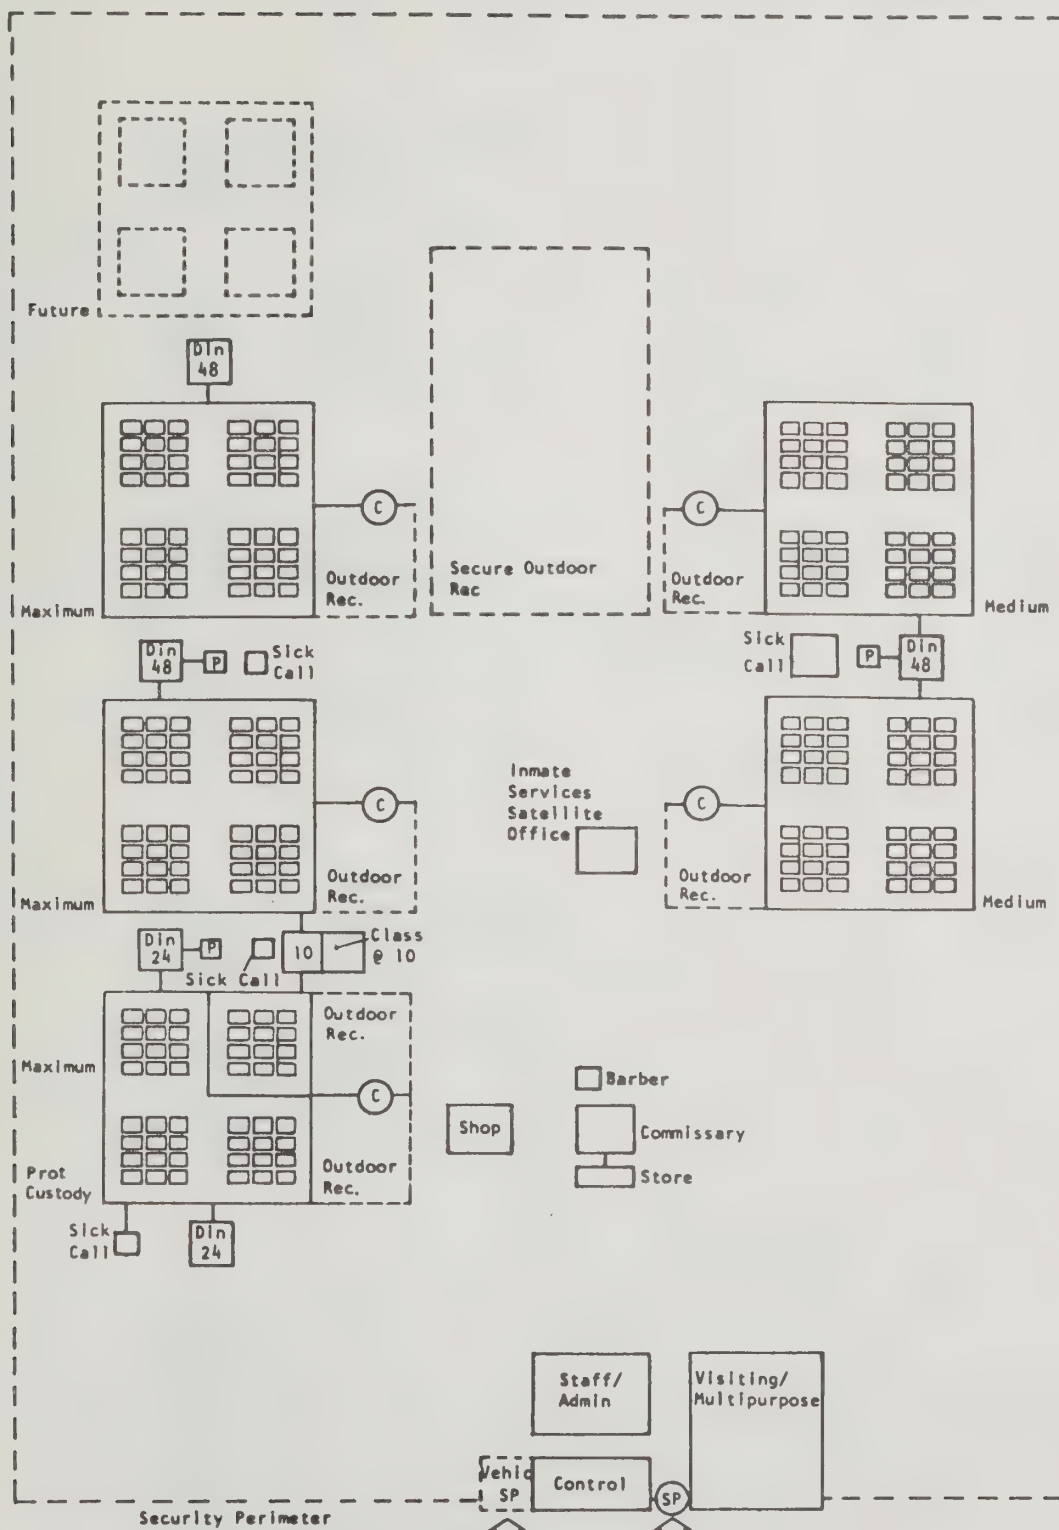 Future
Din
48
C
Outdoor
Rec.
Maximum
Secure Outdoor
Rec
C
Outdoor
Rec.
Medium
Din
48
P
Sick
Call
Sick
Call
P
Din
48
C
Outdoor
Rec.
Maximum
Inmate
Services
Satellite
Office
C
Outdoor
Rec.
Medium
Din
24
P
Sick Call
10
Class
@ 10
Outdoor
Rec.
Maximum
C
Outdoor
Rec.
Prot
Custody
Shop
Barber
Commissary
Store
Sick
Call
Din
24
Staff/
Admin
Visiting/
Multipurpose
Vehic
SP
Control
SP
Security Perimeter